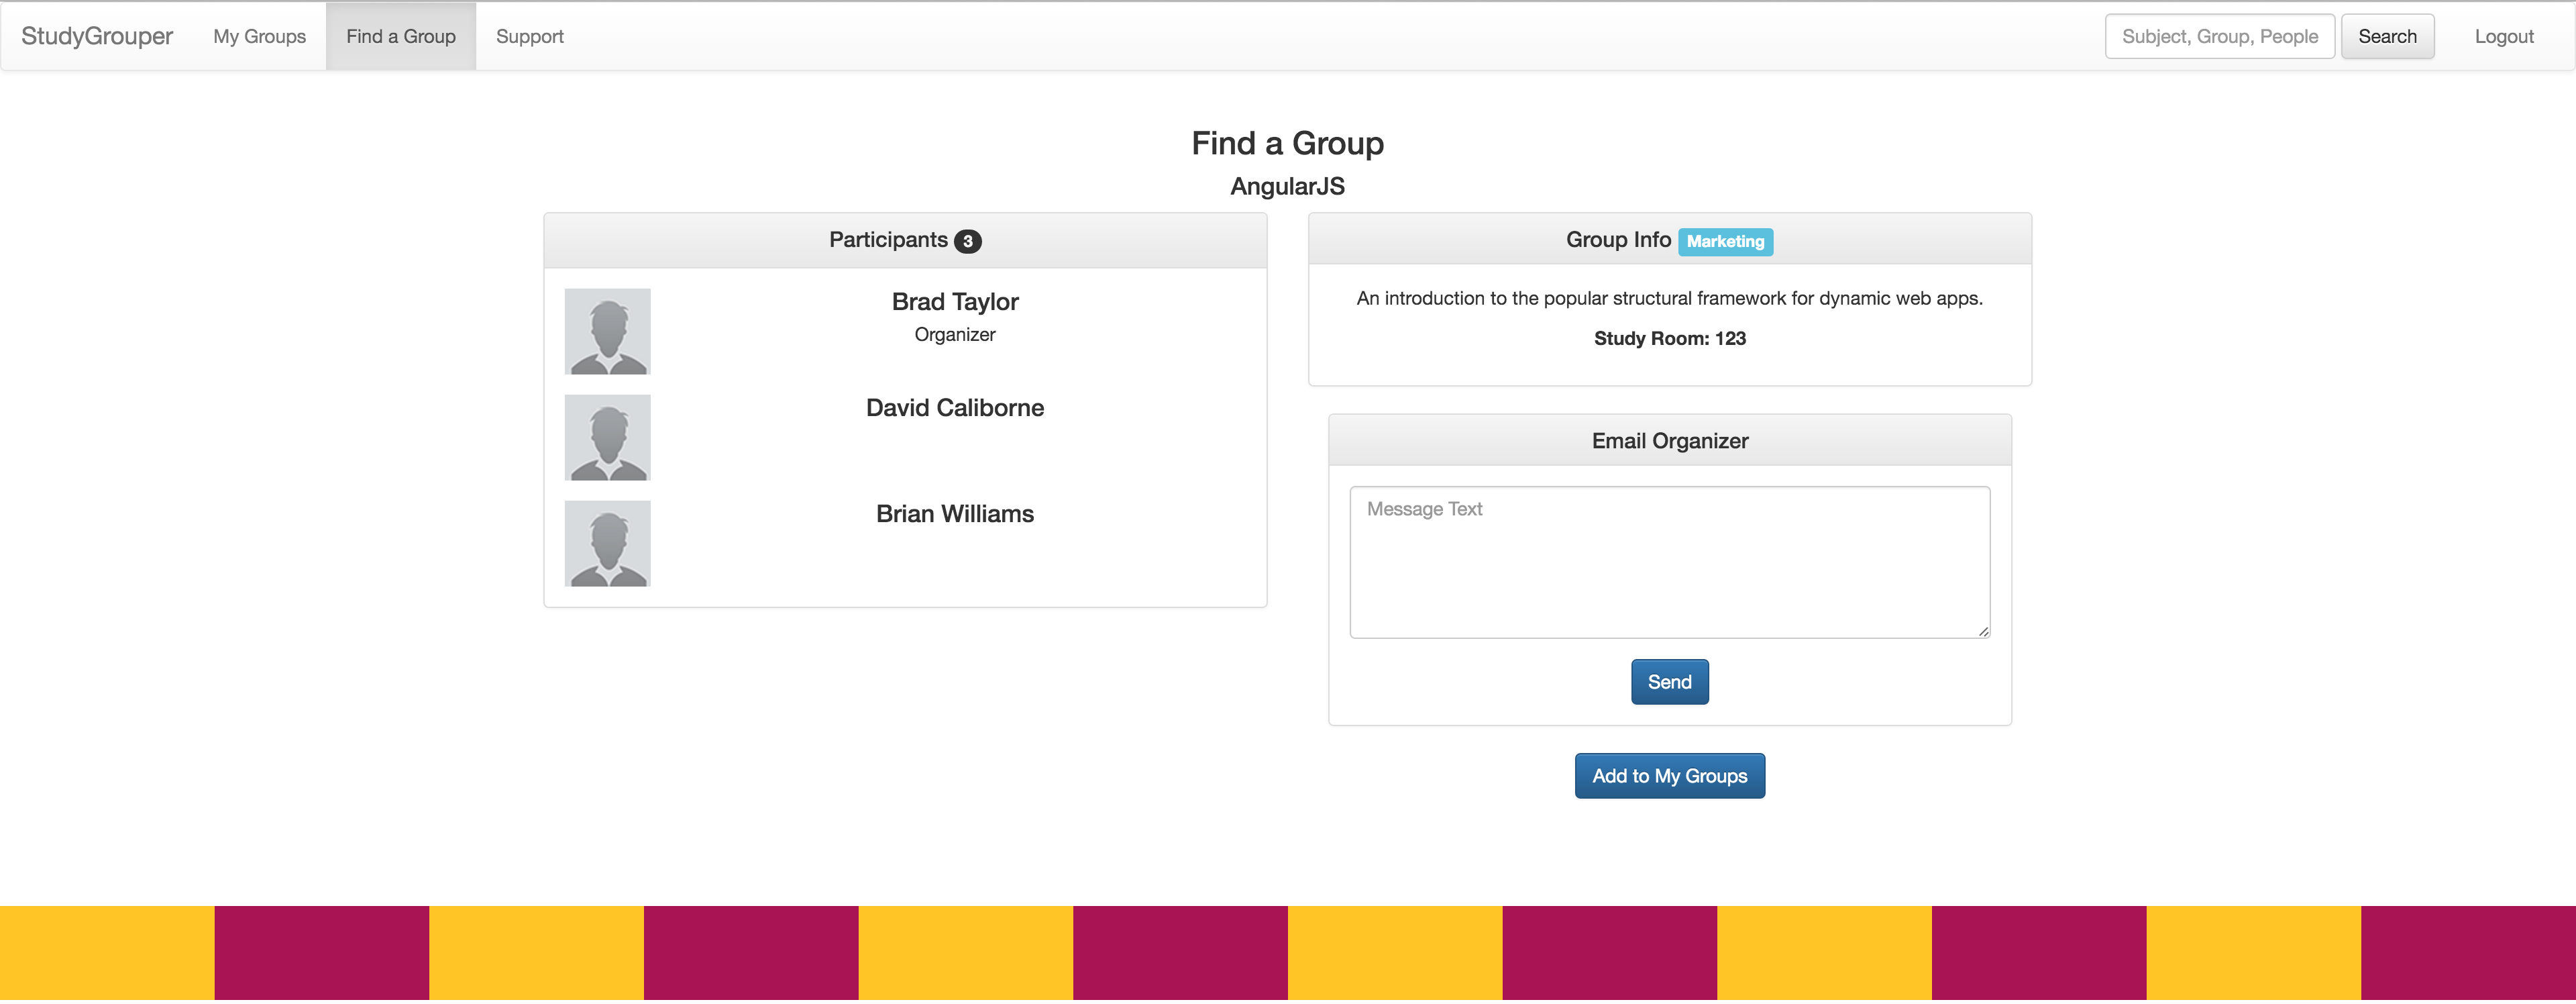 StudyGrouper My Groups Find a Group Support Subject, Group, People Search Logout
Find a Group
AngularJS
Participants 3
Brad Taylor
Organizer
David Caliborne
Brian Williams
Group Info Marketing
An introduction to the popular structural framework for dynamic web apps.
Study Room: 123
Email Organizer
Message Text
Send
Add to My Groups